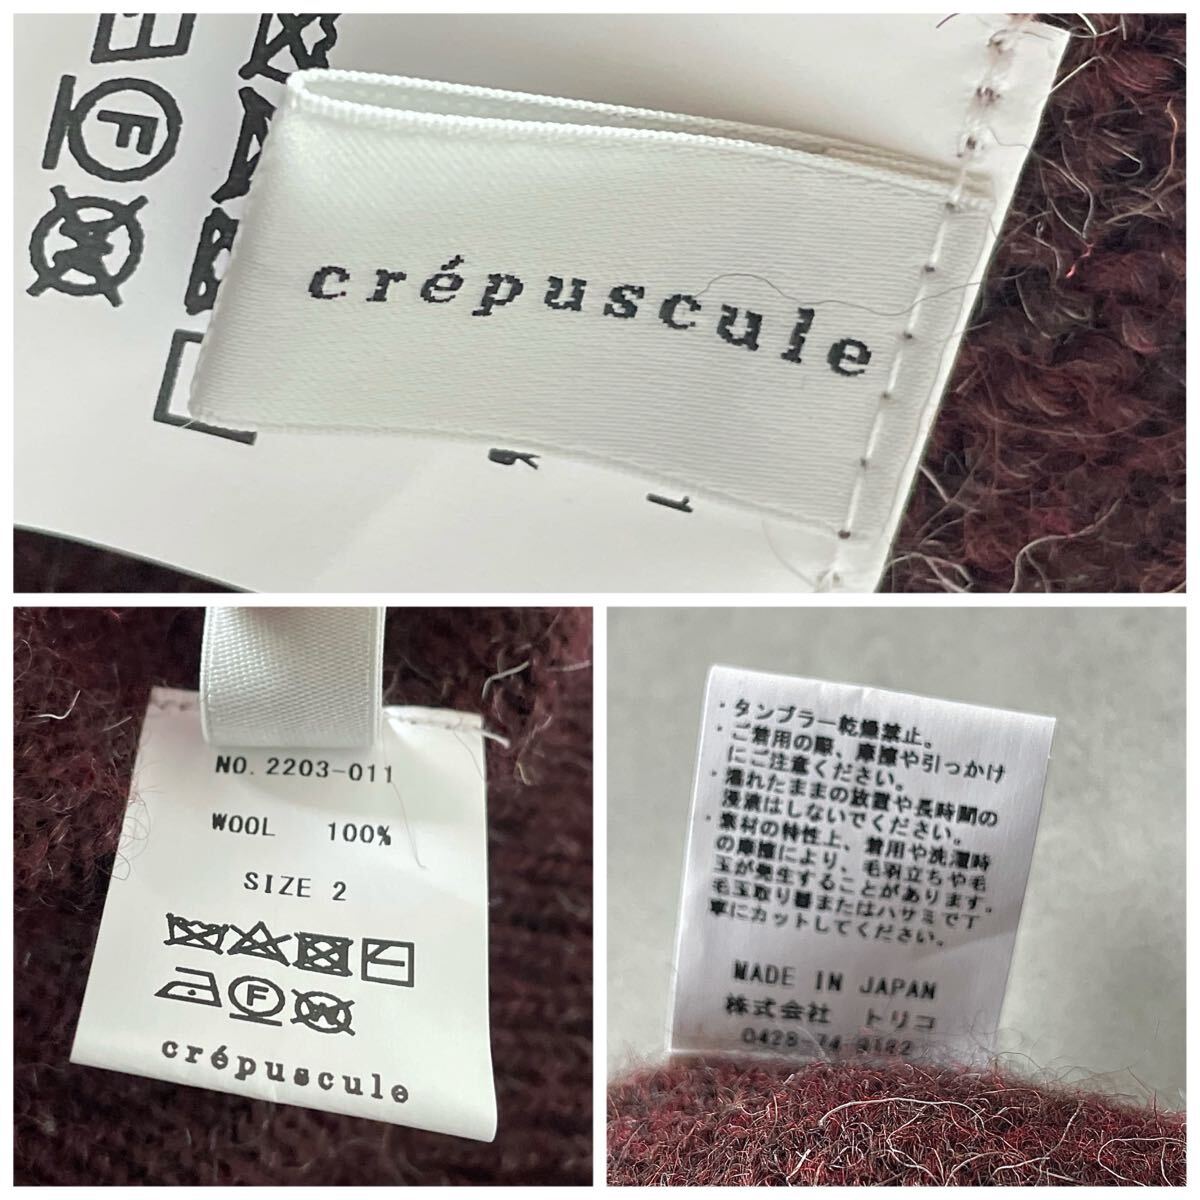 crépuscule
NO. 2203-011
WOOL 100%
SIZE 2
F
W
crépuscule
・タンブラー乾燥禁止。
・ご着用の際、摩擦や引っかけ
にご注意ください。
・濡れたままの放置や長時間の
浸漬はしないでください。
・素材の特性上、着用や洗濯時
の摩擦により、毛羽立ちや毛
玉が発生することがあります。
毛玉取り器またはハサミで丁
寧にカットしてください。
MADE IN JAPAN
株式会社 トリコ
0428-74-9182